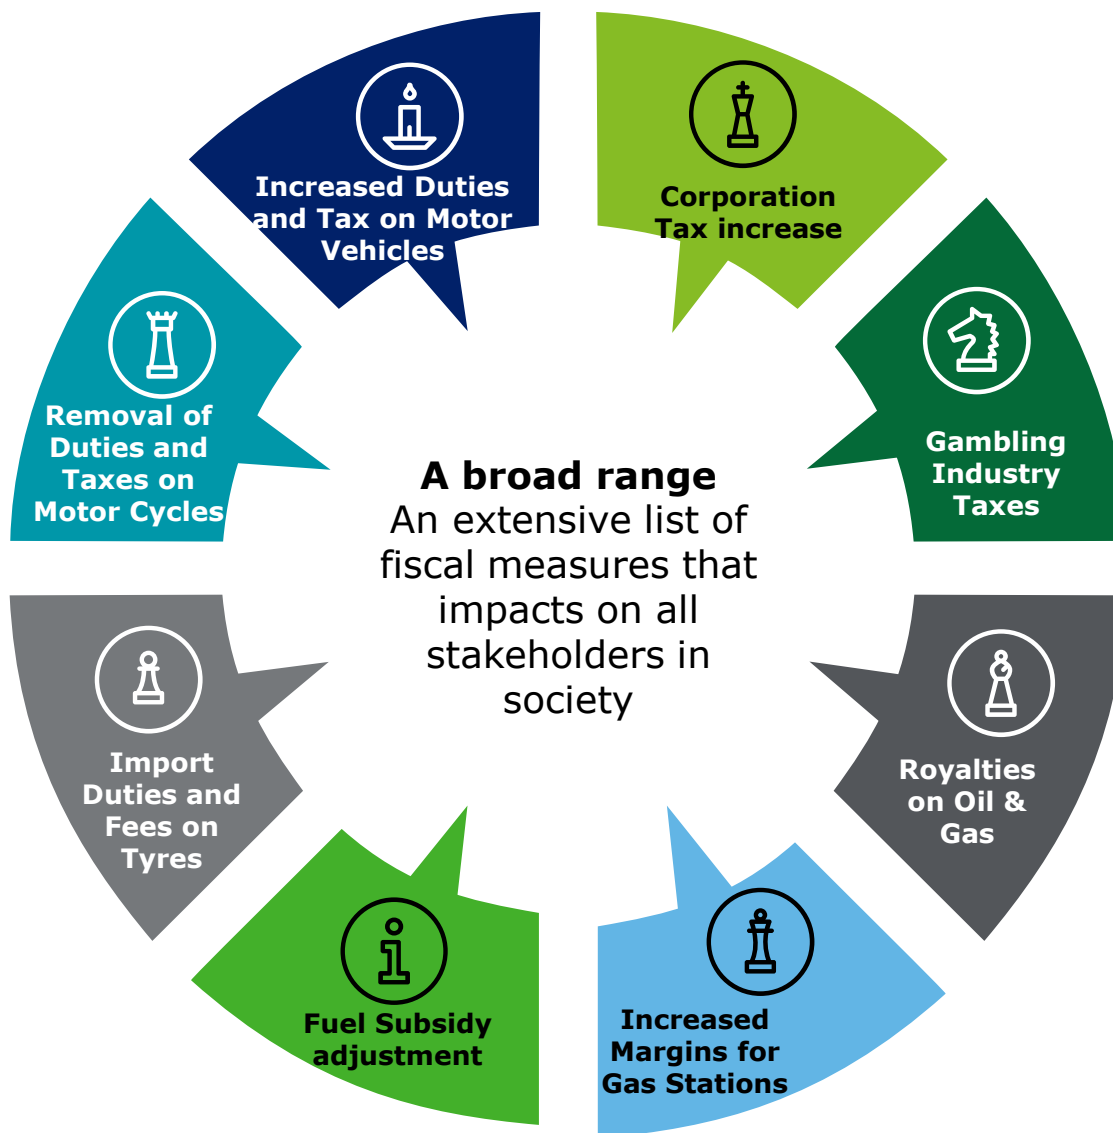 Increased Duties
and Tax on Motor
Vehicles
Corporation
Tax increase
Gambling
Industry
Taxes
Royalties
on Oil &
Gas
Increased
Margins for
Gas Stations
Fuel Subsidy
adjustment
Import
Duties and
Fees on
Tyres
Removal of
Duties and
Taxes on
Motor Cycles
A broad range
An extensive list of
fiscal measures that
impacts on all
stakeholders in
society